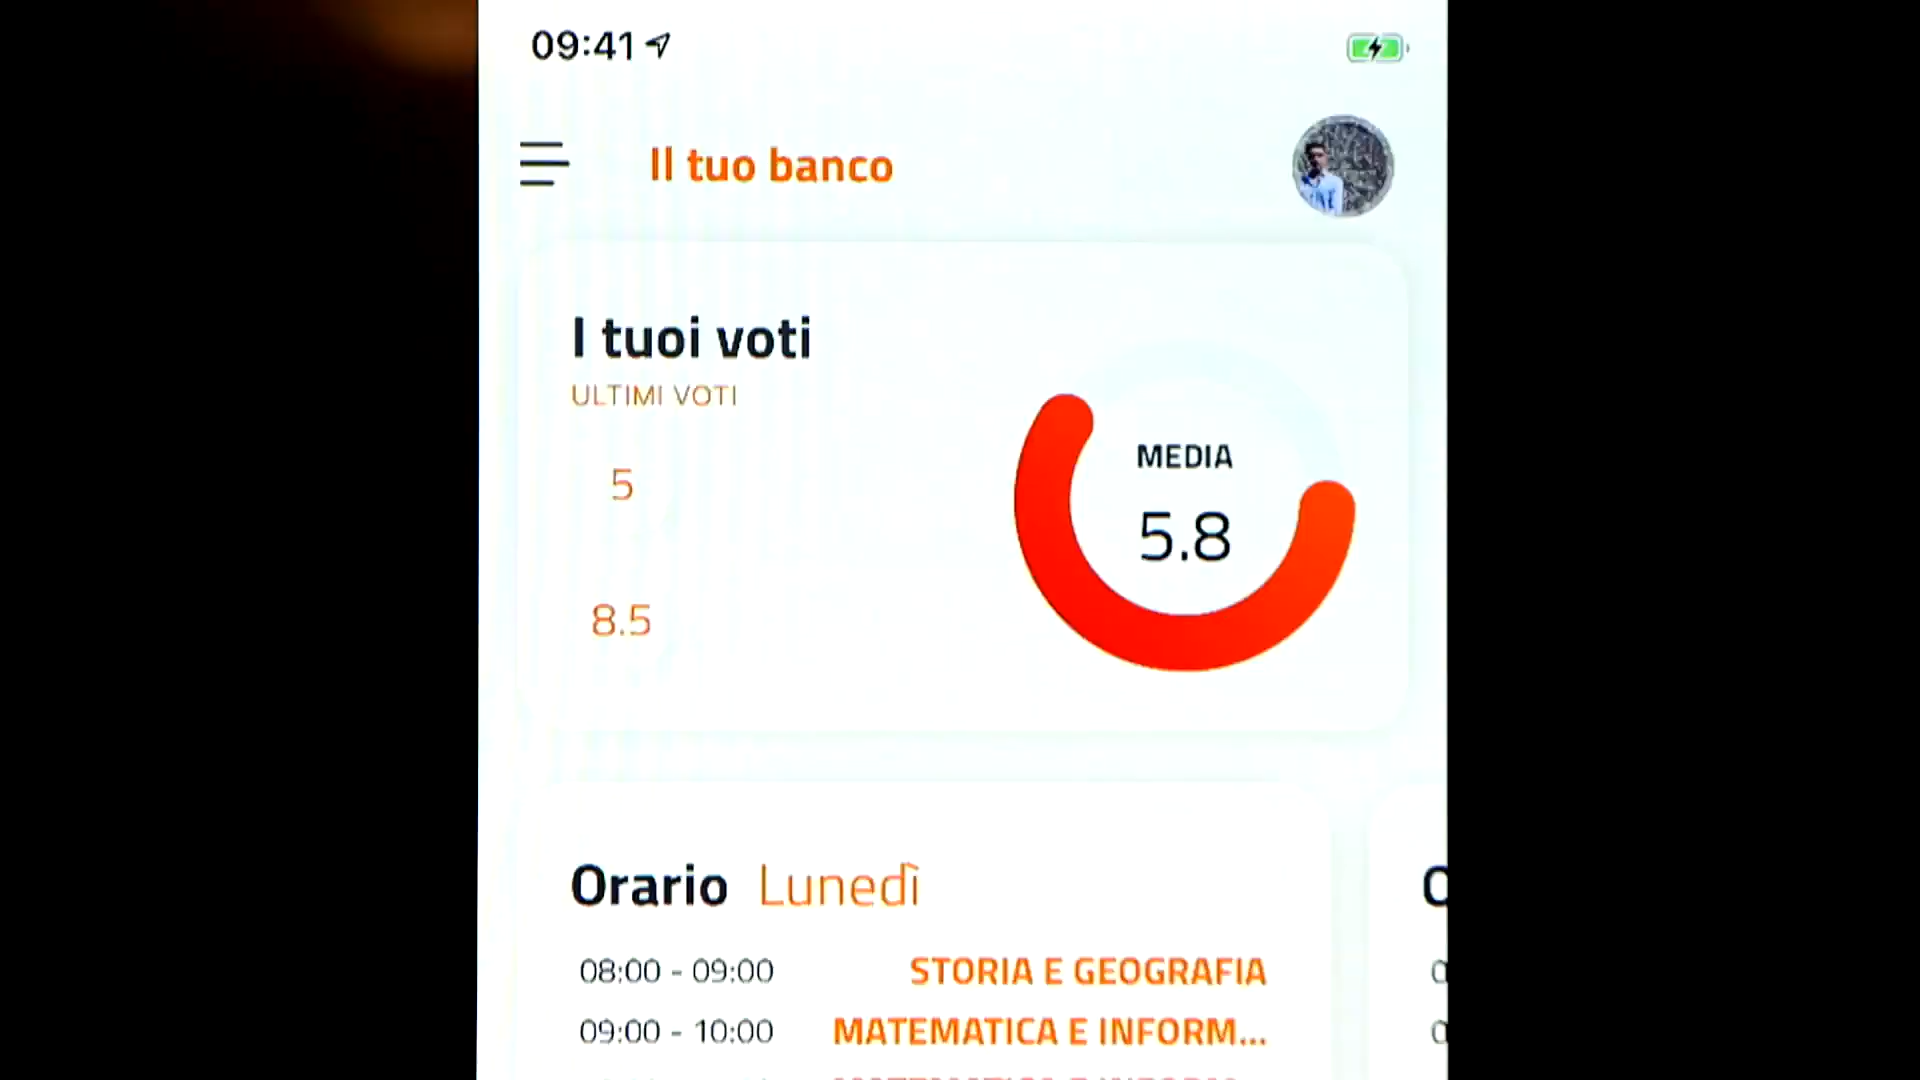 09:41
Il tuo banco
I tuoi voti
ULTIMI VOTI
5
8.5
MEDIA
5.8
Orario Lunedì
08:00 - 09:00 STORIA E GEOGRAFIA
09:00 - 10:00 MATEMATICA E INFORM...